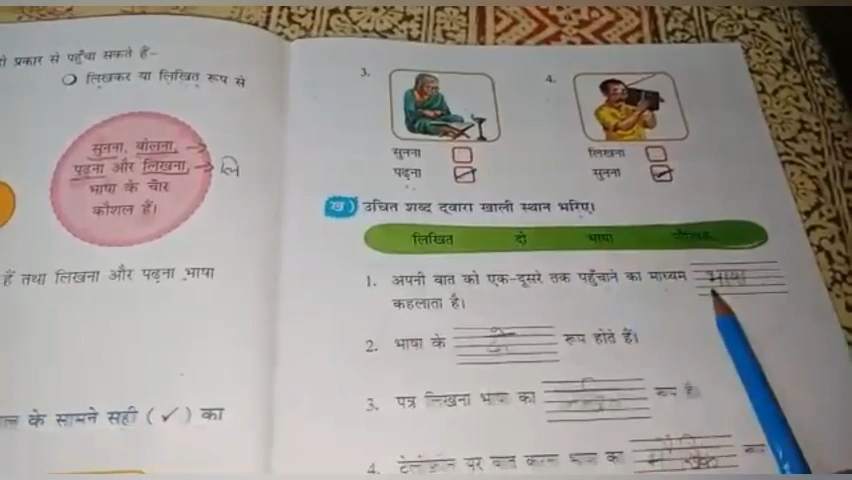 प्रकार से पहुँचा सकते हैं–
लिखकर या लिखित रूप से
सुनना, बोलना,
पढ़ना और लिखना,
भाषा के चार
कौशल हैं।
लि
हैं तथा लिखना और पढ़ना भाषा
के सामने सही (✓) का
3.
सुनना
पढ़ना ✓
4.
लिखना
सुनना ✓
ख) उचित शब्द द्वारा खाली स्थान भरिए।
लिखित दो भाषा मौखिक
1. अपनी बात को एक-दूसरे तक पहुँचाने का माध्यम भाषा
कहलाता है।
2. भाषा के दो रूप होते हैं।
3. पत्र लिखना भाषा का रूप है।
4. टेलीफ़ोन पर बात करना भाषा का